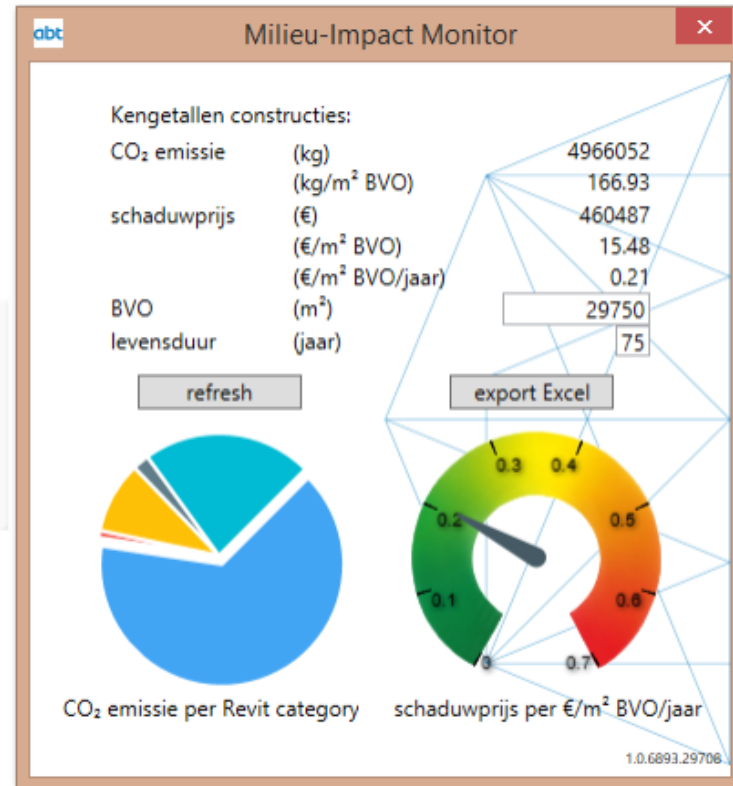 abt Milieu-Impact Monitor
Kengetallen constructies:
CO₂ emissie (kg) 4966052
(kg/m² BVO) 166.93
schaduwprijs (€) 460487
(€/m² BVO) 15.48
(€/m² BVO/jaar) 0.21
BVO (m²) 29750
levensduur (jaar) 75
refresh export Excel
0.3 0.4
0.2 0.5
0.1 0.6
0 0.7
CO₂ emissie per Revit category schaduwprijs per €/m² BVO/jaar
1.0.6893.29708